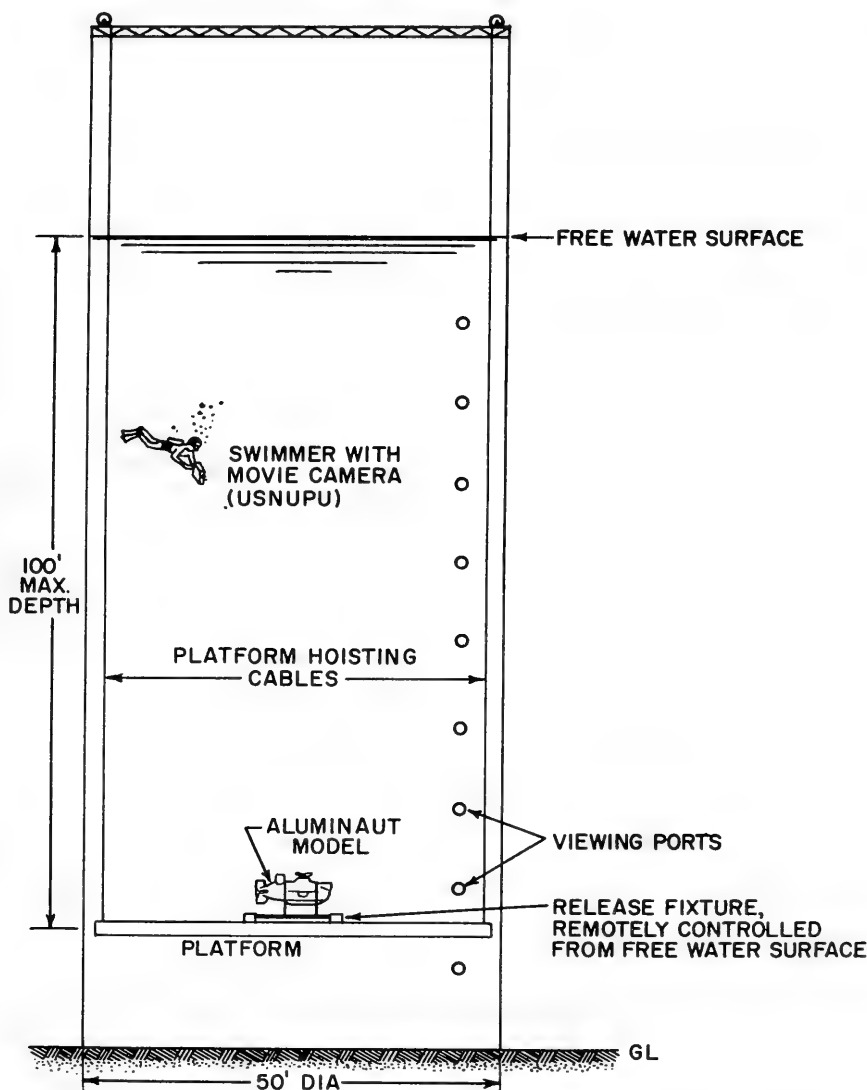 FREE WATER SURFACE
SWIMMER WITH
MOVIE CAMERA
(USNUPU)
100'
MAX.
DEPTH
PLATFORM HOISTING
CABLES
ALUMINAUT
MODEL
VIEWING PORTS
RELEASE FIXTURE,
REMOTELY CONTROLLED
FROM FREE WATER SURFACE
PLATFORM
GL
50' DIA